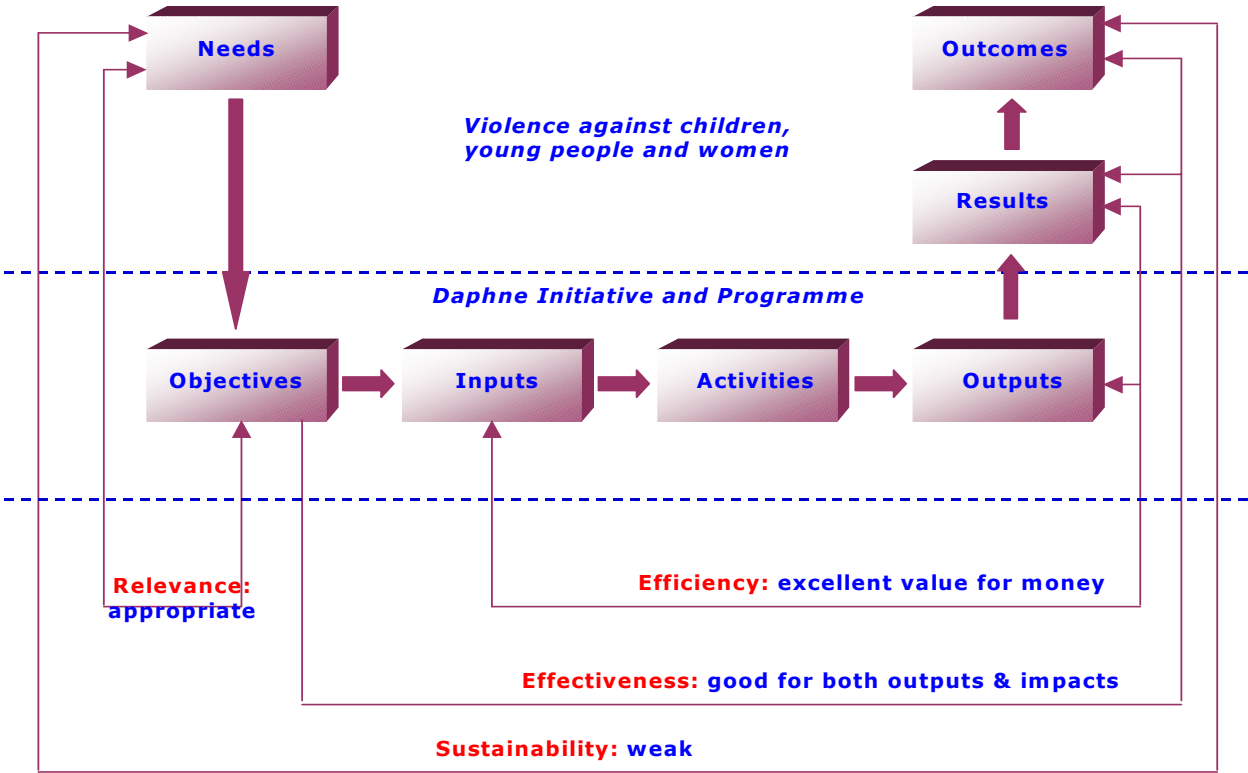 Needs
Outcomes
Violence against children,
young people and women
Results
Daphne Initiative and Programme
Objectives
Inputs
Activities
Outputs
Relevance:
appropriate
Efficiency: excellent value for money
Effectiveness: good for both outputs & impacts
Sustainability: weak